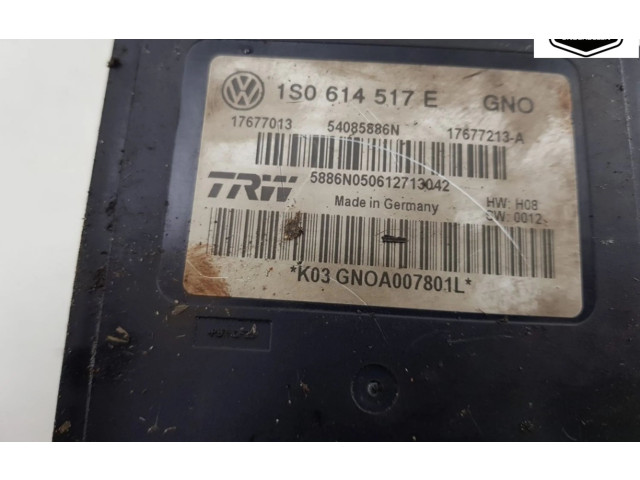 1S0 614 517 E GNO
17677013 54085886N 17677213-A
5886N050612713042
TRW
Made in Germany
HW: H08
SW: 0012
*K03 GNOA007801L*